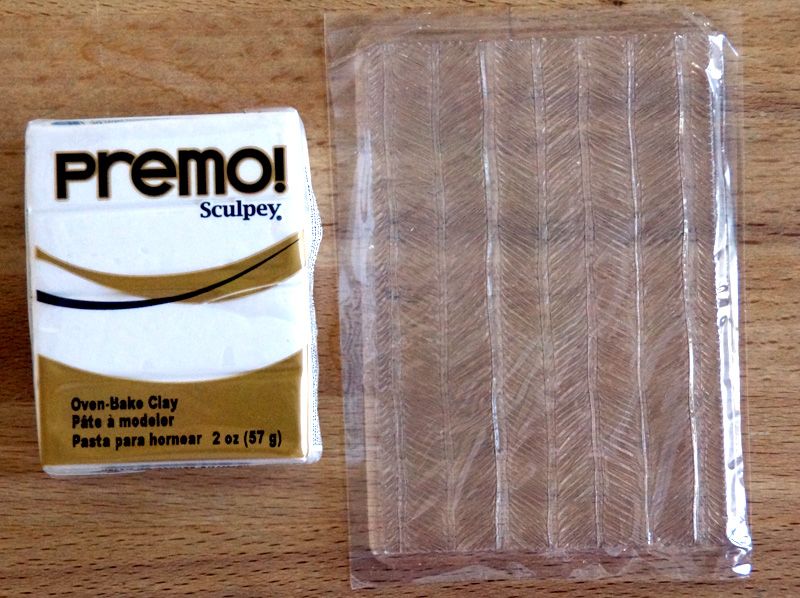 Premo!
Sculpey®
Oven-Bake Clay
Pâte à modeler
Pasta para hornear 2 oz (57 g)